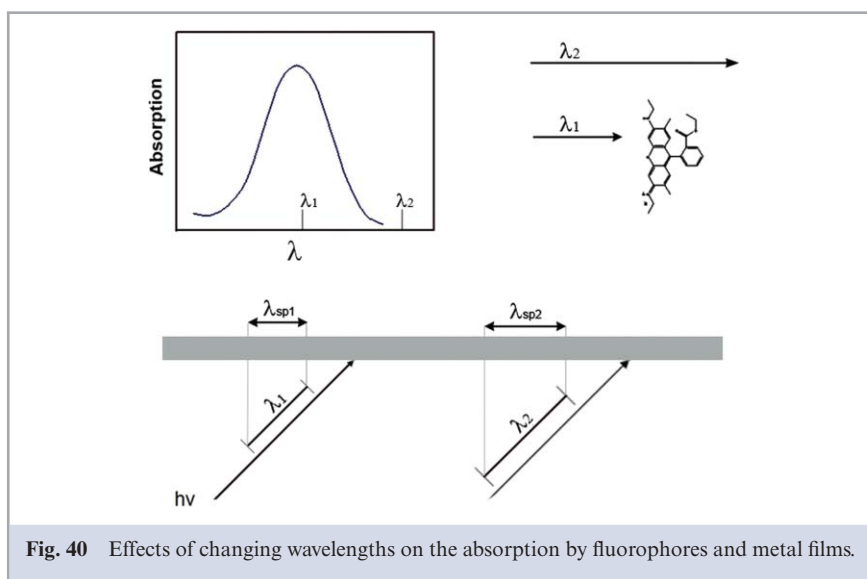 Absorption
λ1
λ2
λ
λ2
λ1
λsp1
λsp2
λ1
λ2
hν
Fig. 40 Effects of changing wavelengths on the absorption by fluorophores and metal films.